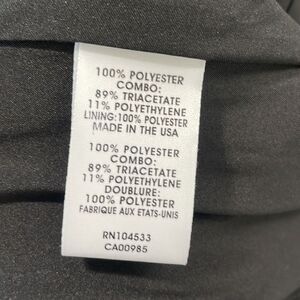 100% POLYESTER
COMBO:
89% TRIACETATE
11% POLYETHYLENE
LINING:100% POLYESTER
MADE IN THE USA
100% POLYESTER
COMBO:
89% TRIACETATE
11% POLYETHYLENE
DOUBLURE:
100% POLYESTER
FABRIQUE AUX ETATS-UNIS
RN104533
CA00985